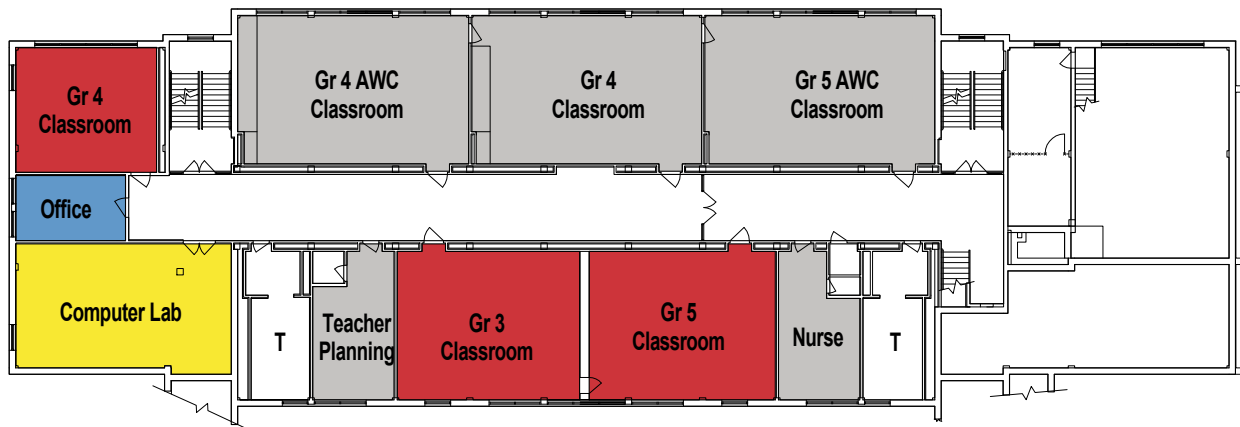 Gr 4
Classroom
Gr 4 AWC
Classroom
Gr 4
Classroom
Gr 5 AWC
Classroom
Office
Computer Lab
T
Teacher
Planning
Gr 3
Classroom
Gr 5
Classroom
Nurse
T